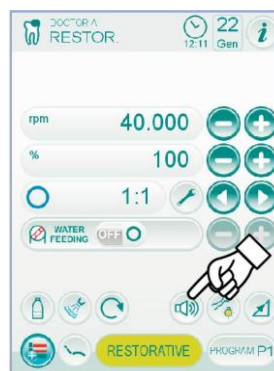 DOCTOR A
RESTOR.
12:11
22
Gen
i
rpm 40.000
% 100
1:1
WATER FEEDING OFF
RESTORATIVE
PROGRAM P1